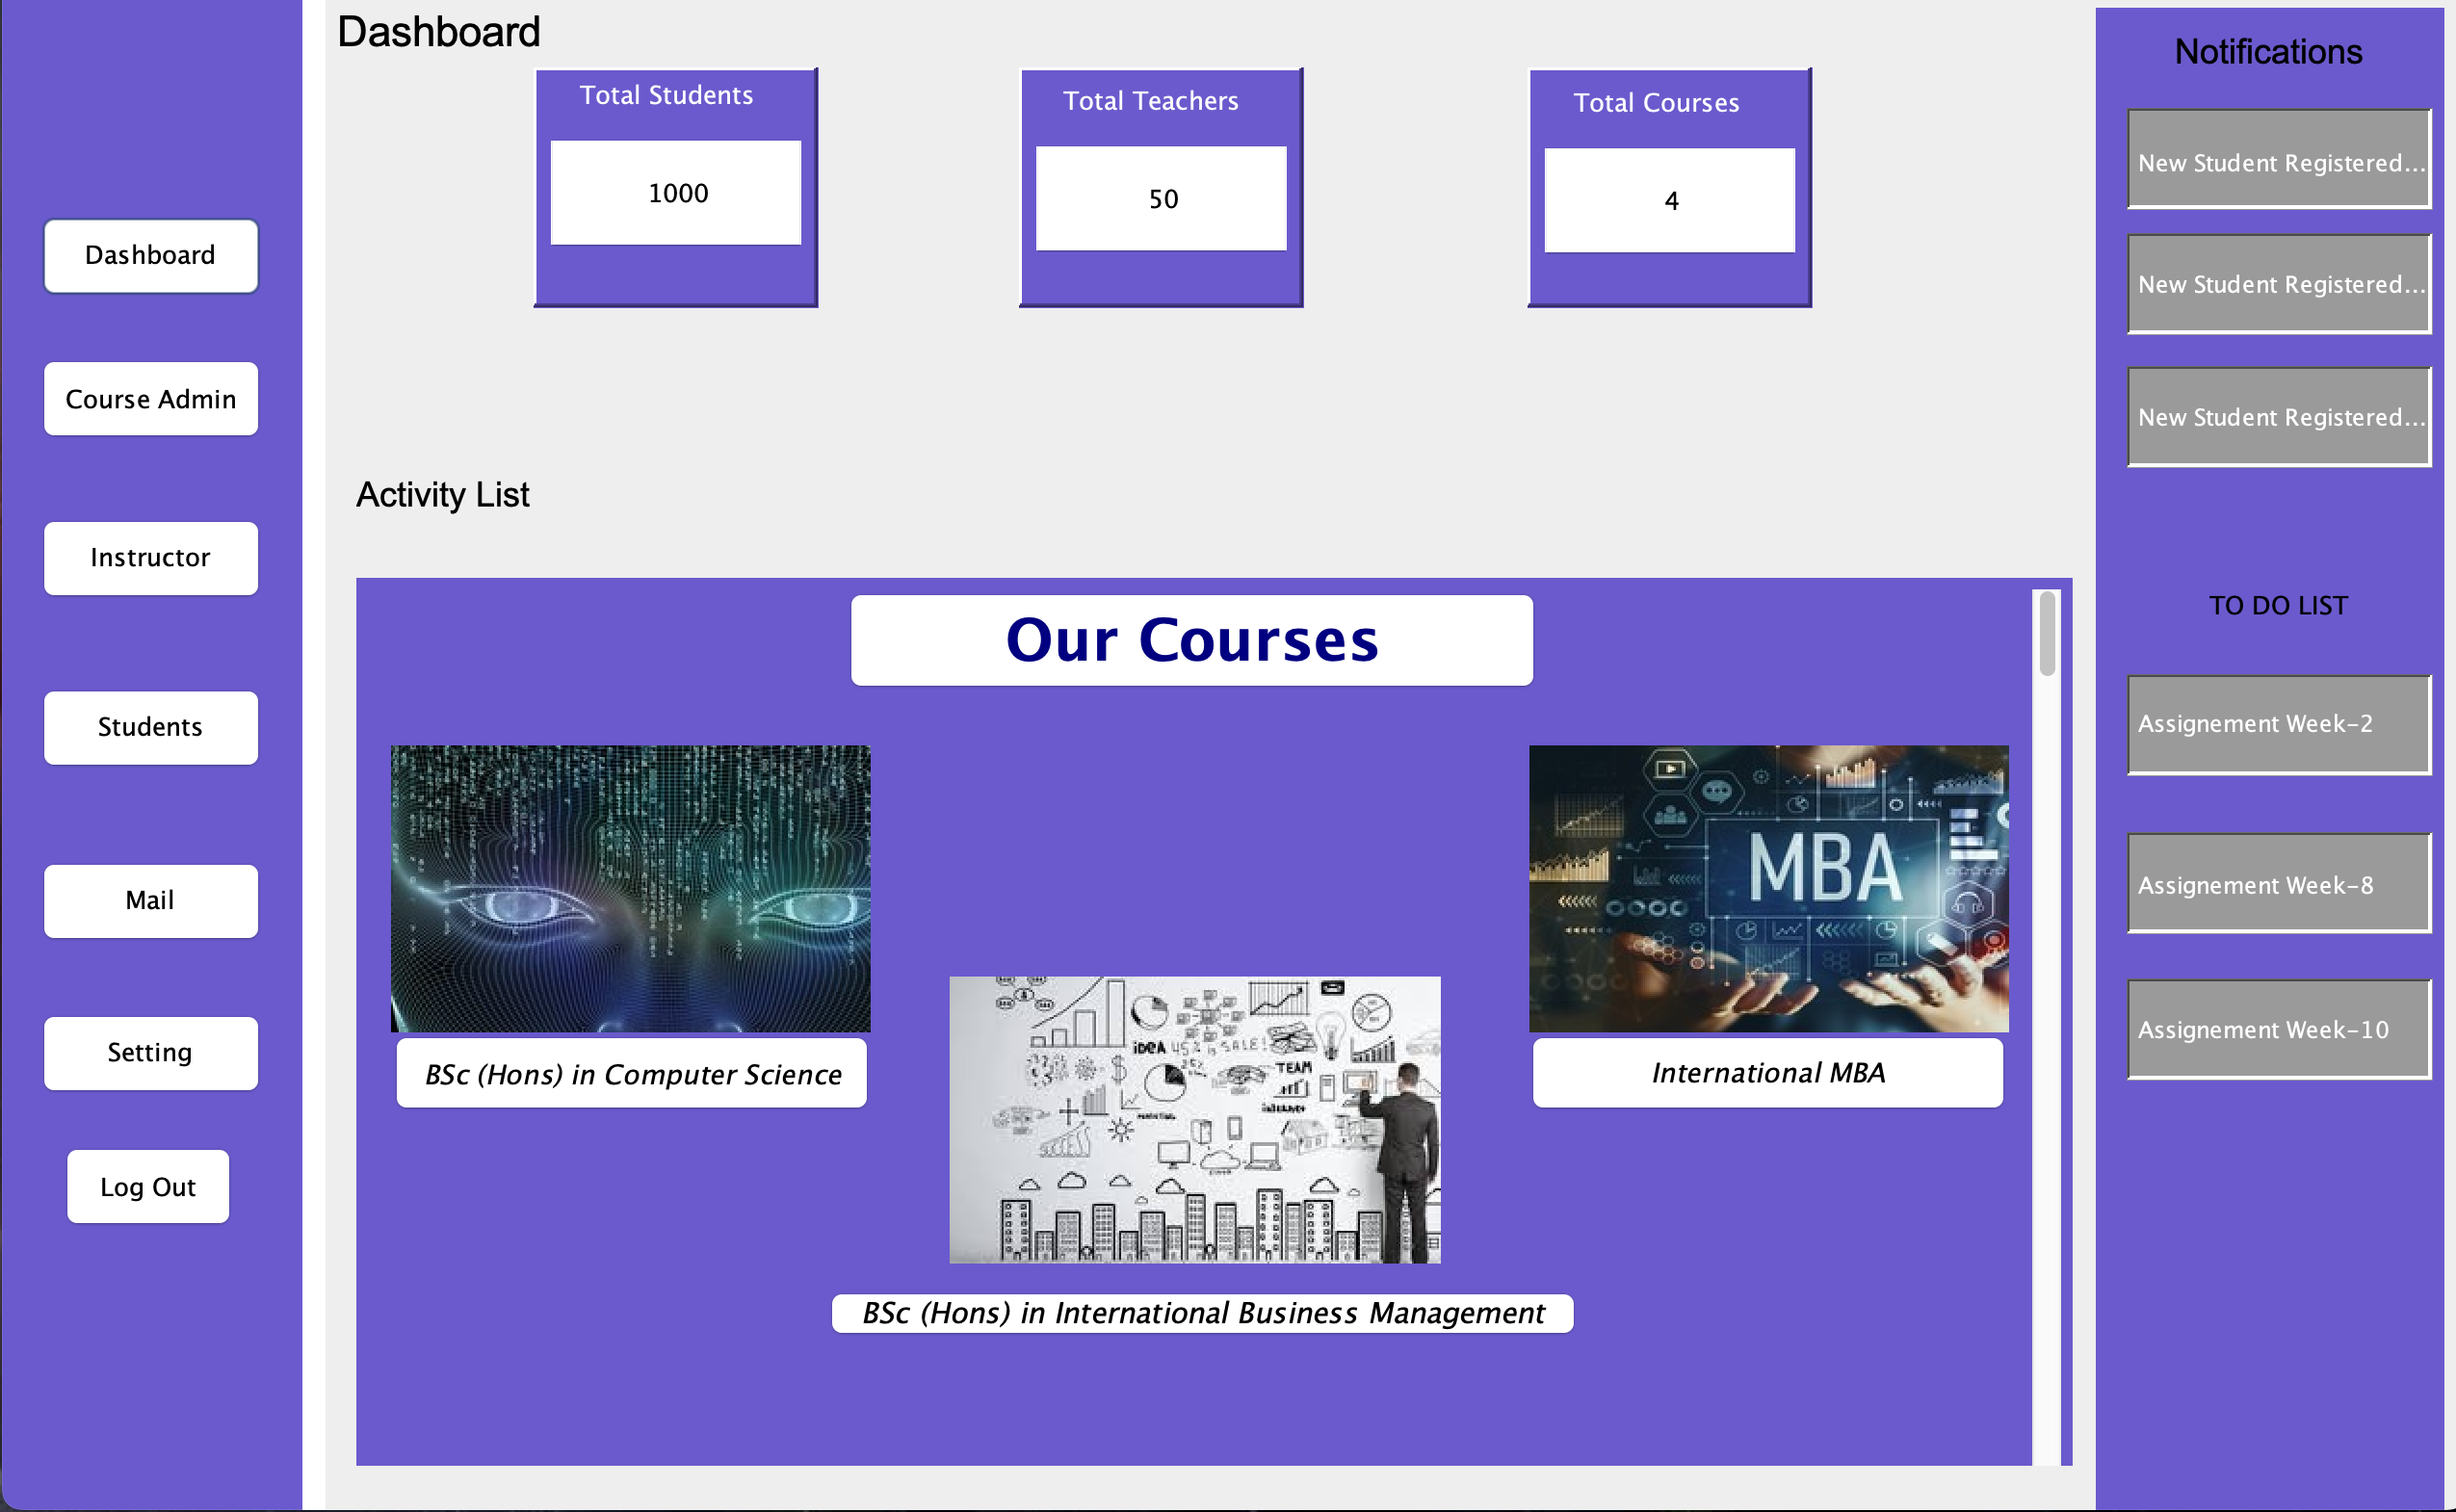 Dashboard
Course Admin
Instructor
Students
Mail
Setting
Log Out
Dashboard
Total Students
1000
Total Teachers
50
Total Courses
4
Activity List
Our Courses
BSc (Hons) in Computer Science
MBA
International MBA
IDEA 45% is SALE!
TEAM
SUCCESS
BSc (Hons) in International Business Management
Notifications
New Student Registered...
New Student Registered...
New Student Registered...
TO DO LIST
Assignement Week-2
Assignement Week-8
Assignement Week-10